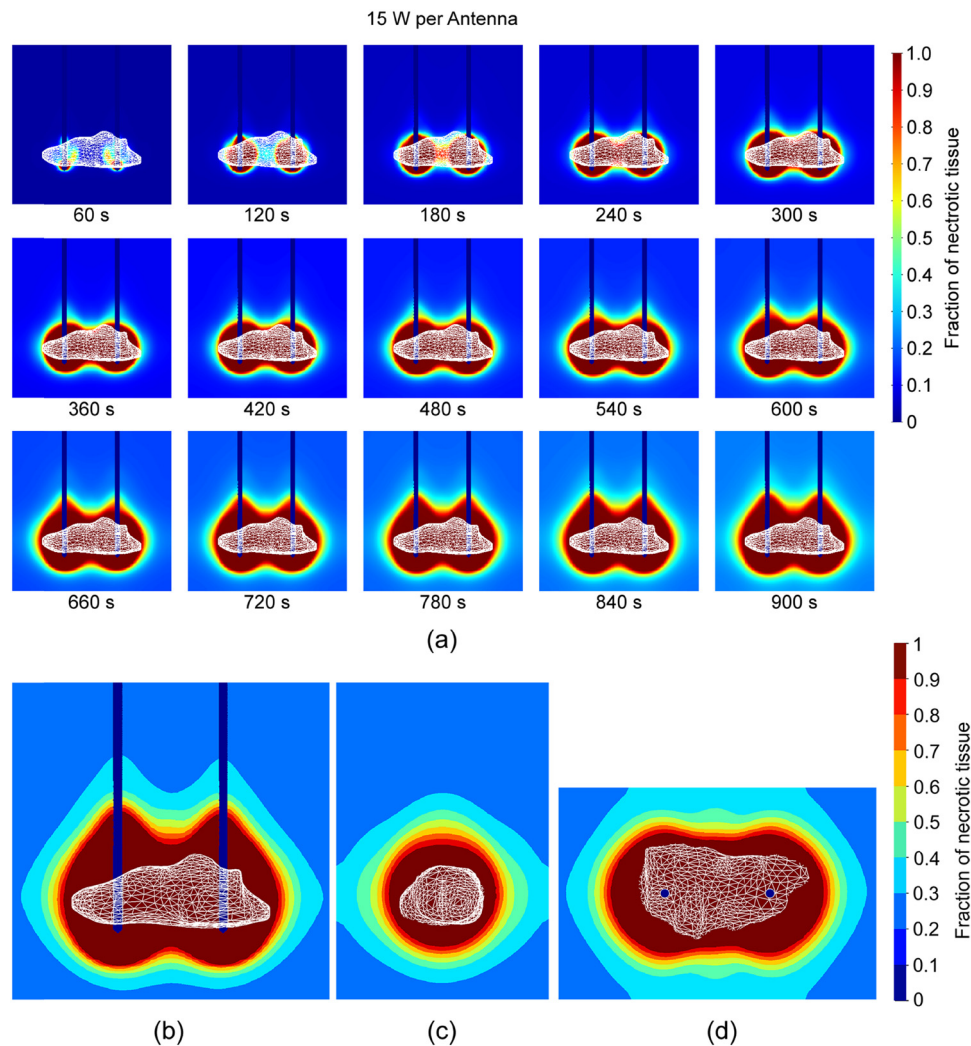 15 W per Antenna
60 s 120 s 180 s 240 s 300 s
360 s 420 s 480 s 540 s 600 s
660 s 720 s 780 s 840 s 900 s
1.0
0.9
0.8
0.7
0.6
0.5
0.4
0.3
0.2
0.1
0
Fraction of nectrotic tissue
(a)
1
0.9
0.8
0.7
0.6
0.5
0.4
0.3
0.2
0.1
0
Fraction of necrotic tissue
(b) (c) (d)